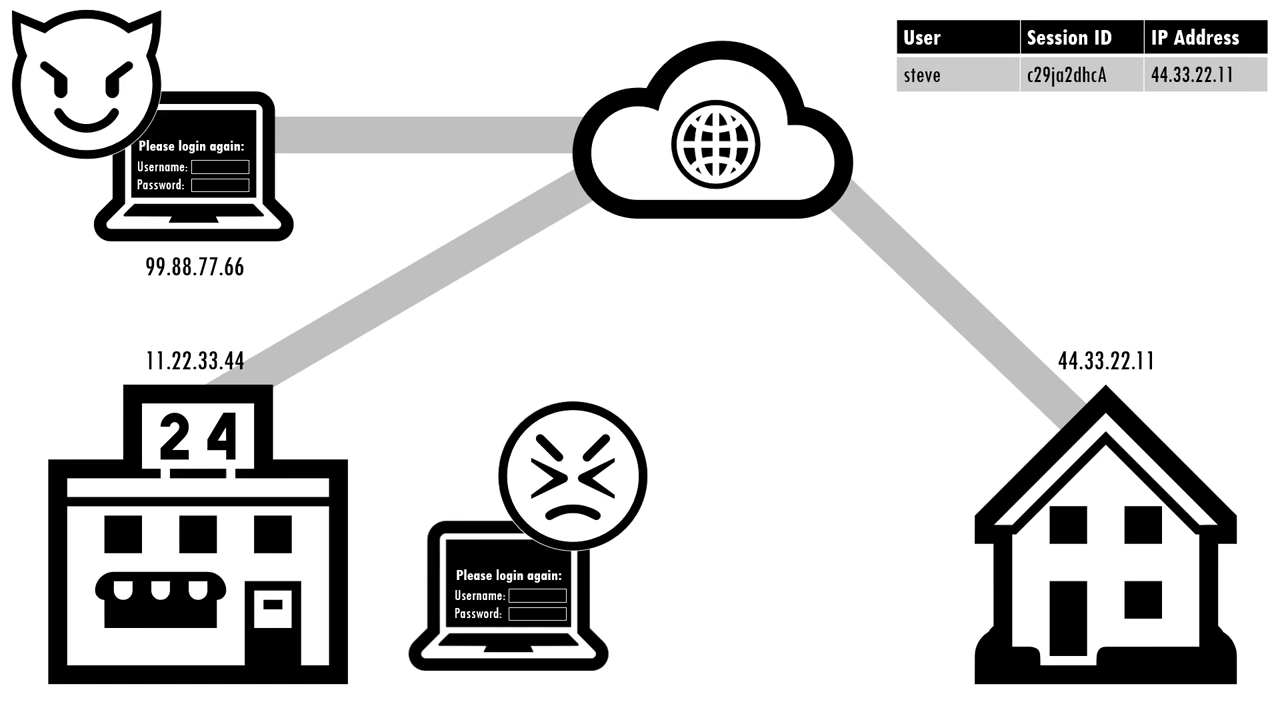 User Session ID IP Address
steve c29ja2dhcA 44.33.22.11
Please login again:
Username:
Password:
99.88.77.66
11.22.33.44
44.33.22.11
24
Please login again:
Username:
Password: